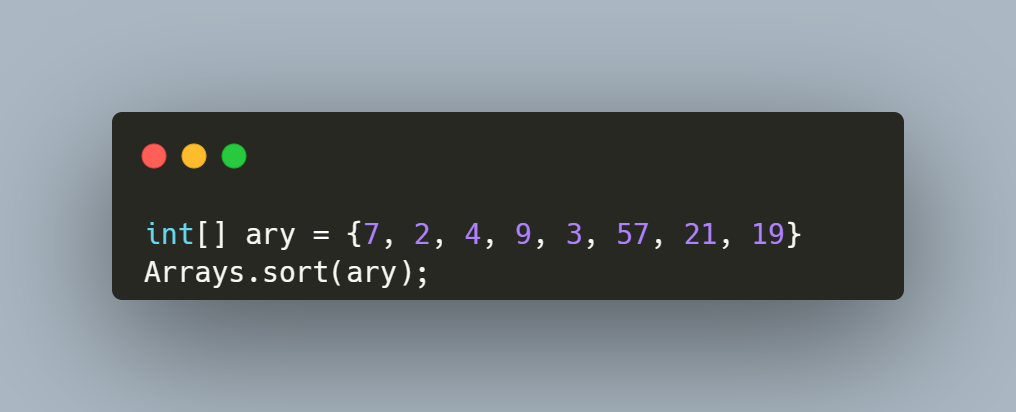 int[] ary = {7, 2, 4, 9, 3, 57, 21, 19}
Arrays.sort(ary);